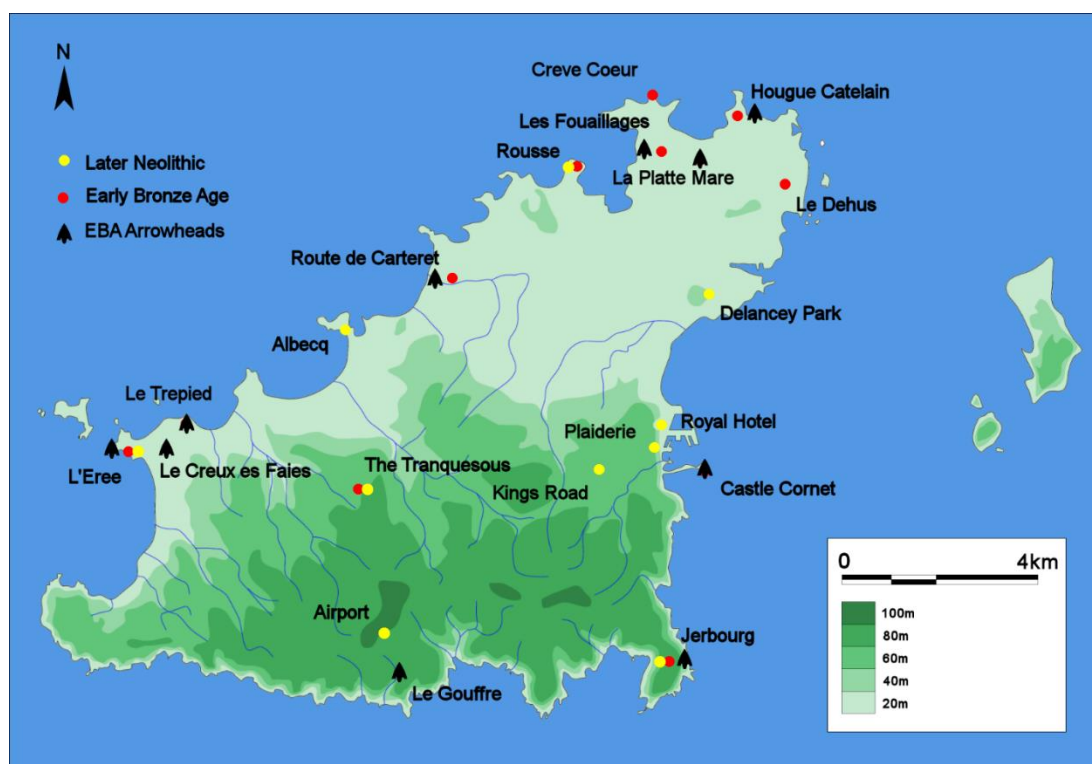 N
Later Neolithic
Early Bronze Age
EBA Arrowheads
Creve Coeur
Hougue Catelain
Les Fouaillages
Rousse
La Platte Mare
Le Dehus
Route de Carteret
Delancey Park
Albecq
Le Trepied
Royal Hotel
Plaiderie
L'Eree
Le Creux es Faies
The Tranquesous
Kings Road
Castle Cornet
Airport
Jerbourg
Le Gouffre
0 4km
100m
80m
60m
40m
20m